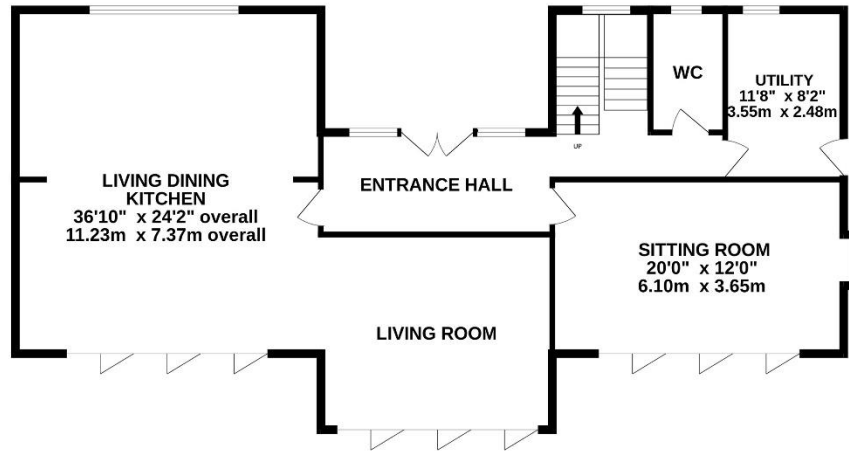 WC
UTILITY
11'8" x 8'2"
3.55m x 2.48m
UP
LIVING DINING
KITCHEN
36'10" x 24'2" overall
11.23m x 7.37m overall
ENTRANCE HALL
SITTING ROOM
20'0" x 12'0"
6.10m x 3.65m
LIVING ROOM